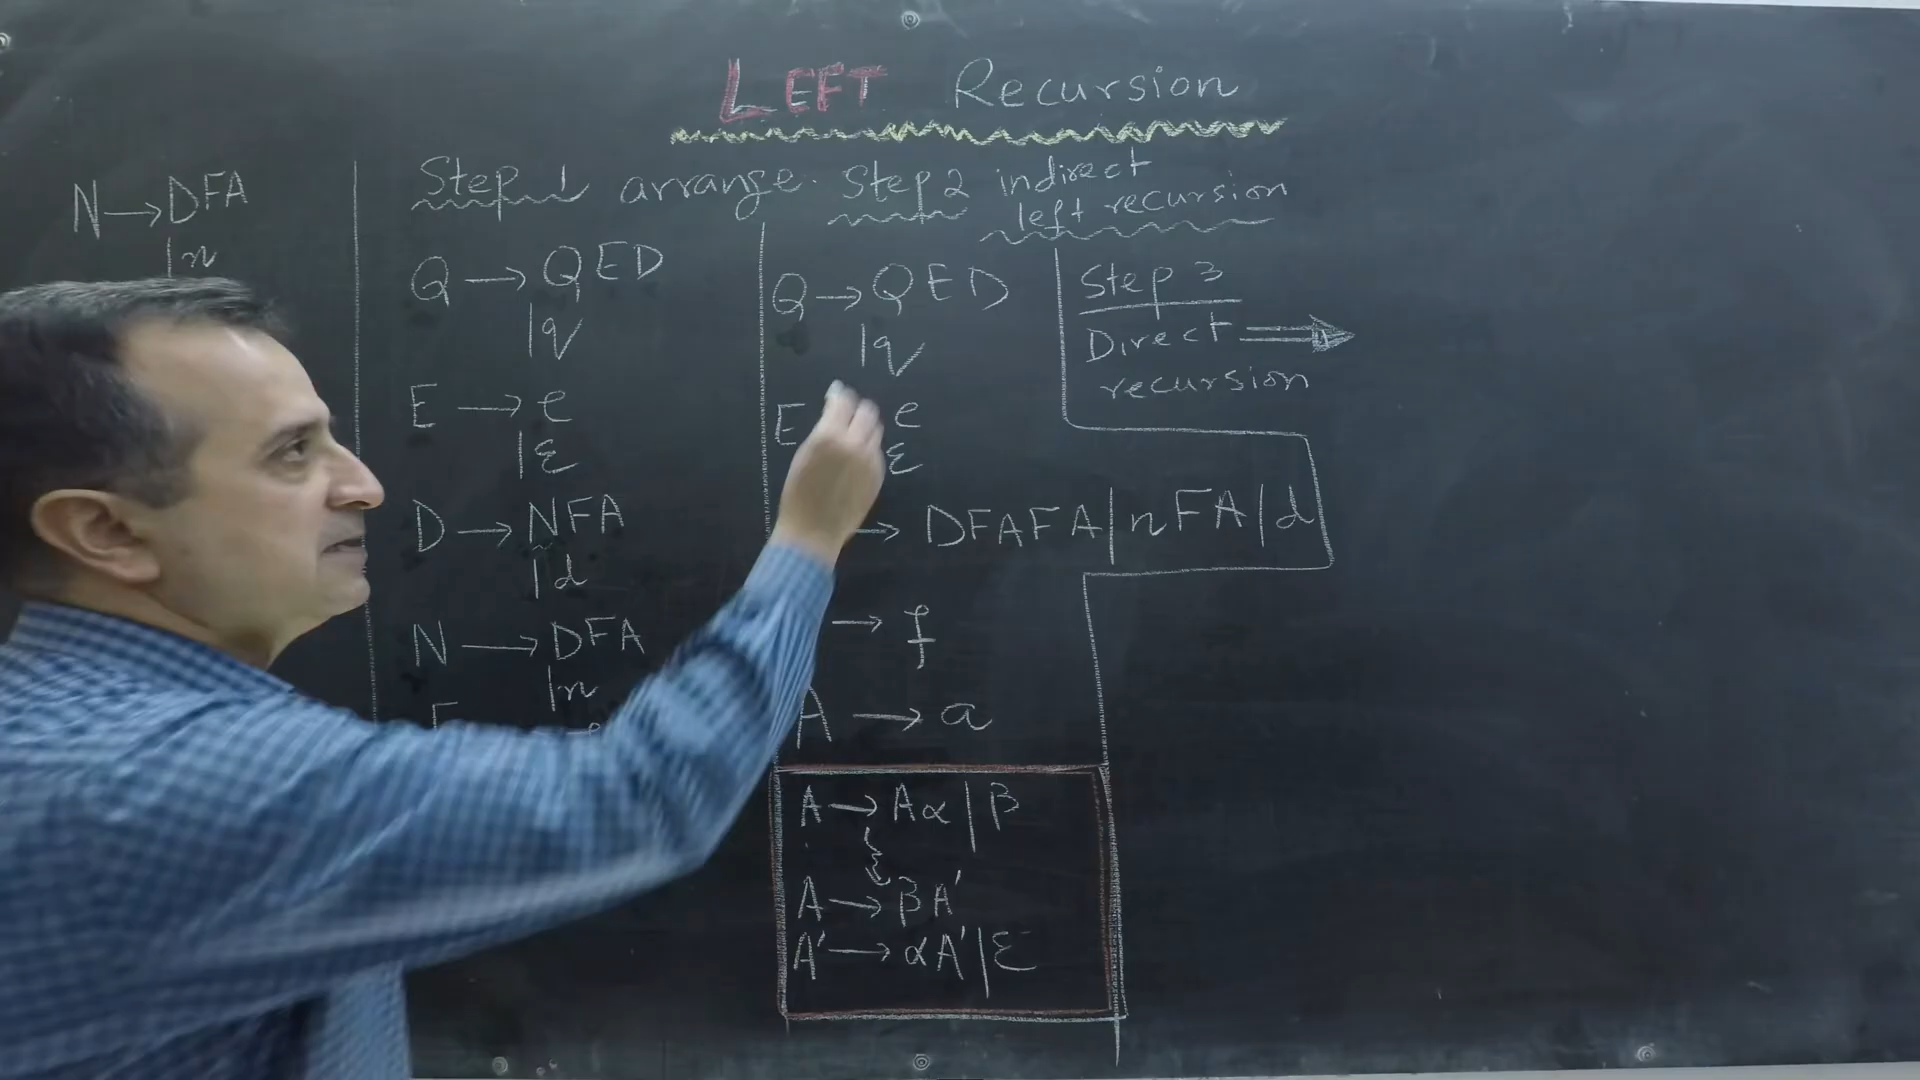 LEFT Recursion
N → DFA
| n
Step 1 arrange.
Q → QED
| q
E → e
| ε
D → NFA
| d
N → DFA
| n
F
Step 2 indirect
left recursion
Q → QED
| q
E e
ε
→ DFAFA | nFA | d
→ f
A → a
A → Aα | β
A → βA'
A' → αA' | ε
Step 3
Direct ⇒
recursion